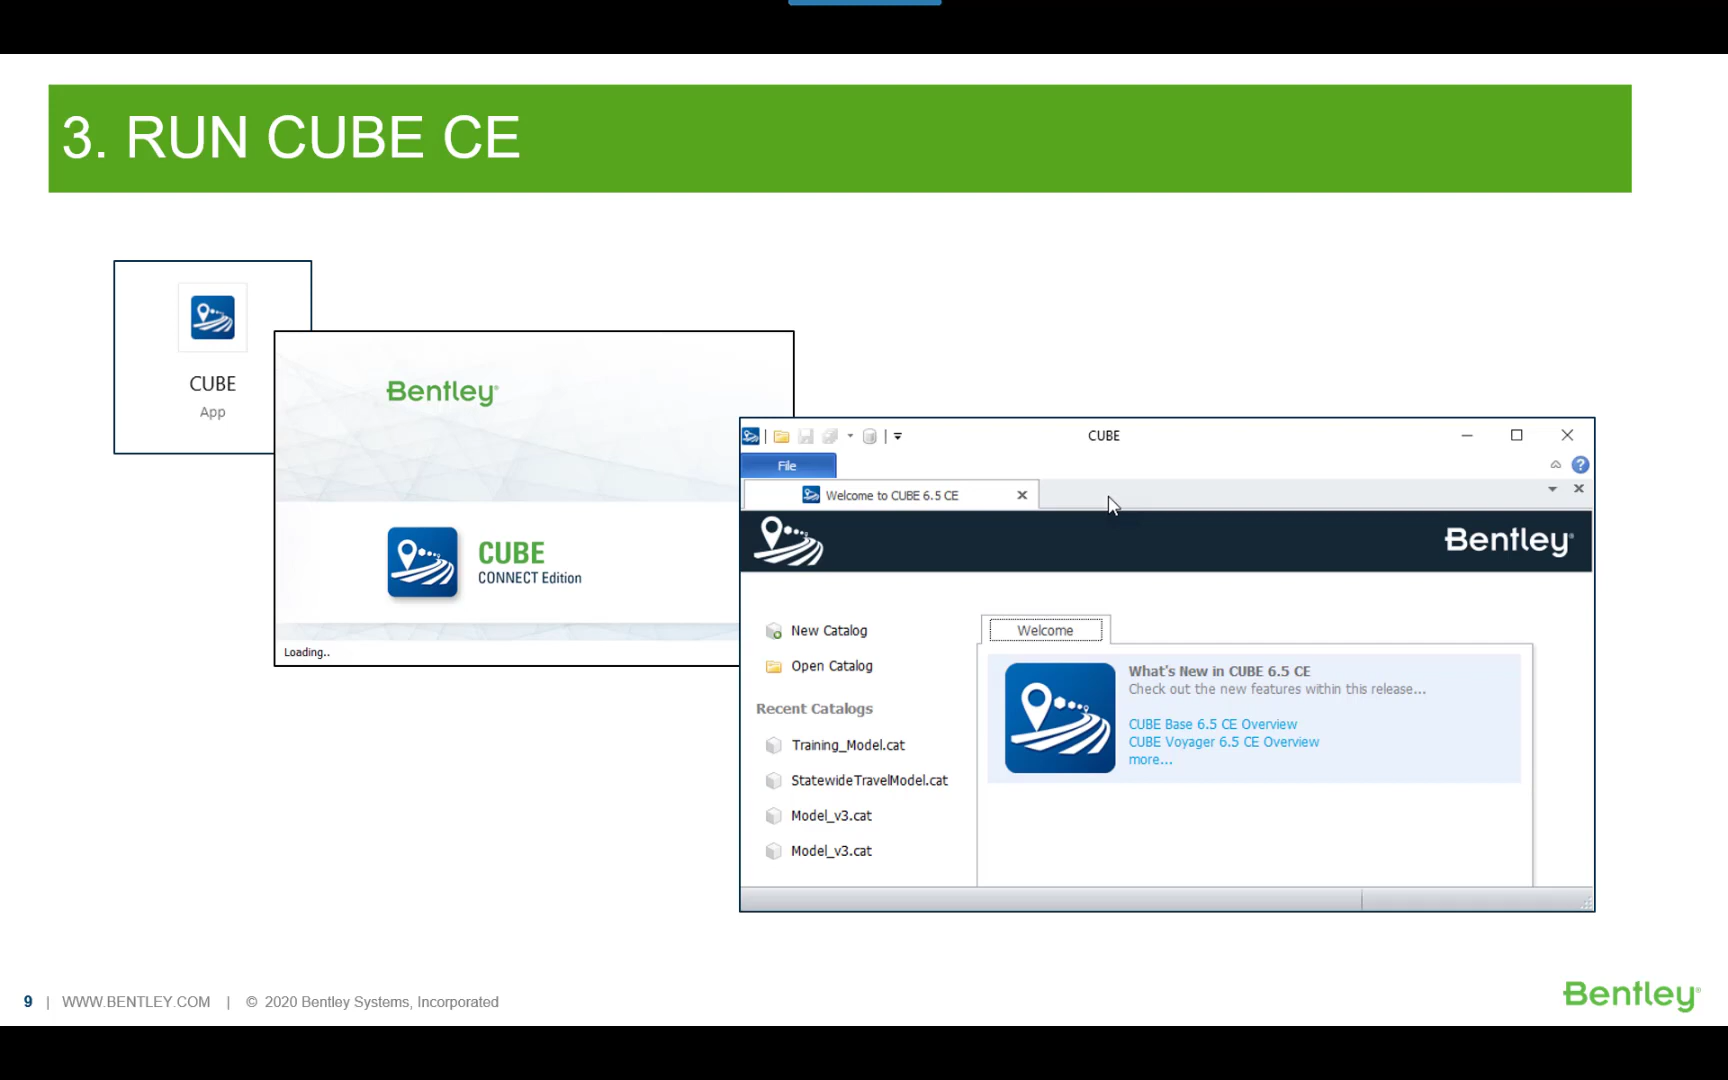 3. RUN CUBE CE
CUBE
App
Bentley
CUBE
CONNECT Edition
Loading..
CUBE
File
Welcome to CUBE 6.5 CE
Bentley
New Catalog
Open Catalog
Recent Catalogs
Training_Model.cat
StatewideTravelModel.cat
Model_v3.cat
Model_v3.cat
Welcome
What's New in CUBE 6.5 CE
Check out the new features within this release...
CUBE Base 6.5 CE Overview
CUBE Voyager 6.5 CE Overview
more...
9 | WWW.BENTLEY.COM | © 2020 Bentley Systems, Incorporated
Bentley